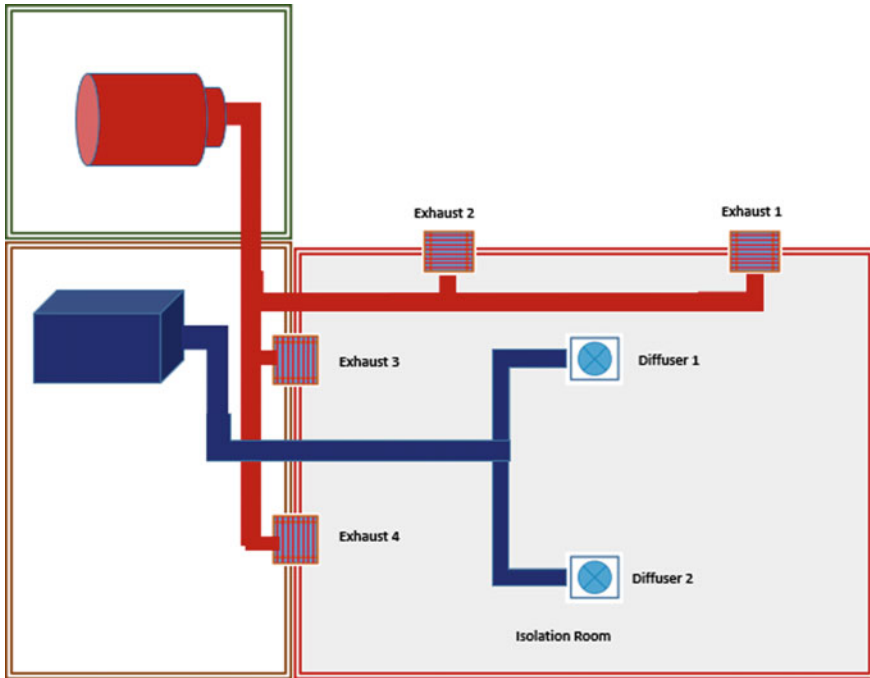 Exhaust 2
Exhaust 1
Exhaust 3
Diffuser 1
Exhaust 4
Diffuser 2
Isolation Room